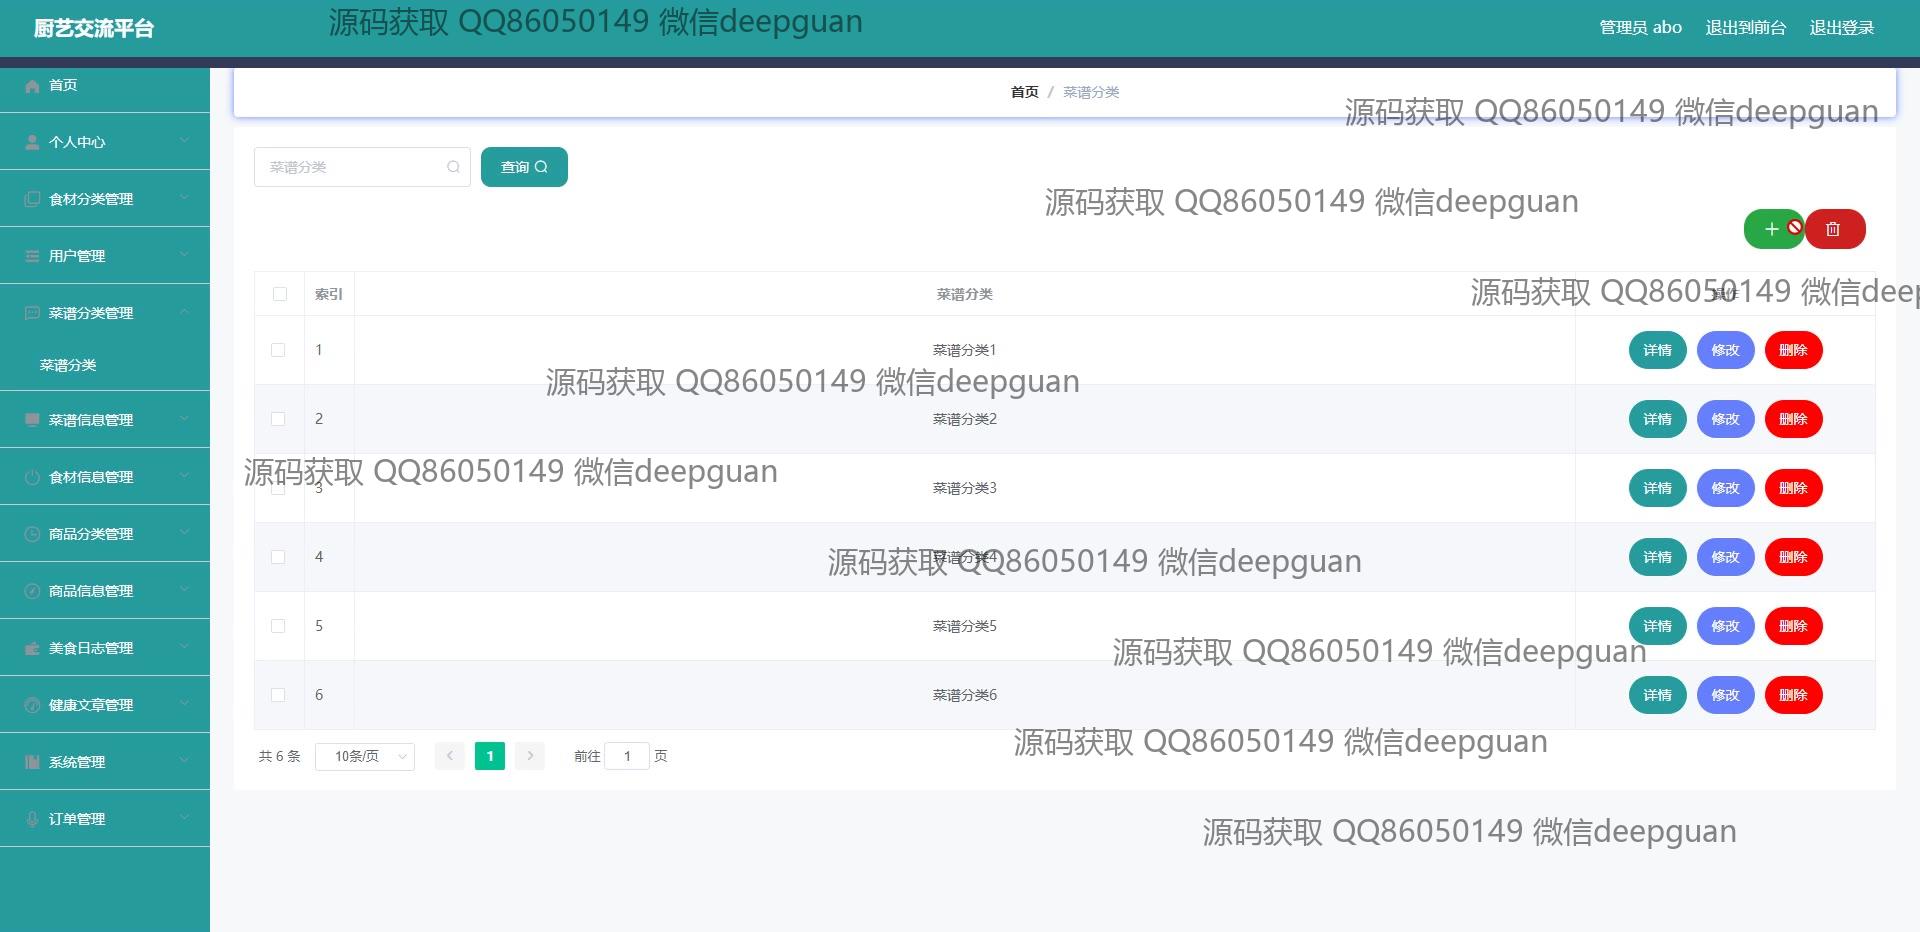 厨艺交流平台
源码获取 QQ86050149 微信deepguan
管理员 abo 退出到前台 退出登录
首页
个人中心
食材分类管理
用户管理
菜谱分类管理
菜谱分类
菜谱信息管理
食材信息管理
商品分类管理
商品信息管理
美食日志管理
健康文章管理
系统管理
订单管理
首页 / 菜谱分类
源码获取 QQ86050149 微信deepguan
菜谱分类 查询
源码获取 QQ86050149 微信deepguan
索引 菜谱分类 操作
源码获取 QQ86050149 微信deep
1 菜谱分类1 详情 修改 删除
源码获取 QQ86050149 微信deepguan
2 菜谱分类2 详情 修改 删除
源码获取 QQ86050149 微信deepguan
3 菜谱分类3 详情 修改 删除
4 菜谱分类4 详情 修改 删除
源码获取 QQ86050149 微信deepguan
5 菜谱分类5 详情 修改 删除
源码获取 QQ86050149 微信deepguan
6 菜谱分类6 详情 修改 删除
源码获取 QQ86050149 微信deepguan
共 6 条 10条/页 1 前往 1 页
源码获取 QQ86050149 微信deepguan